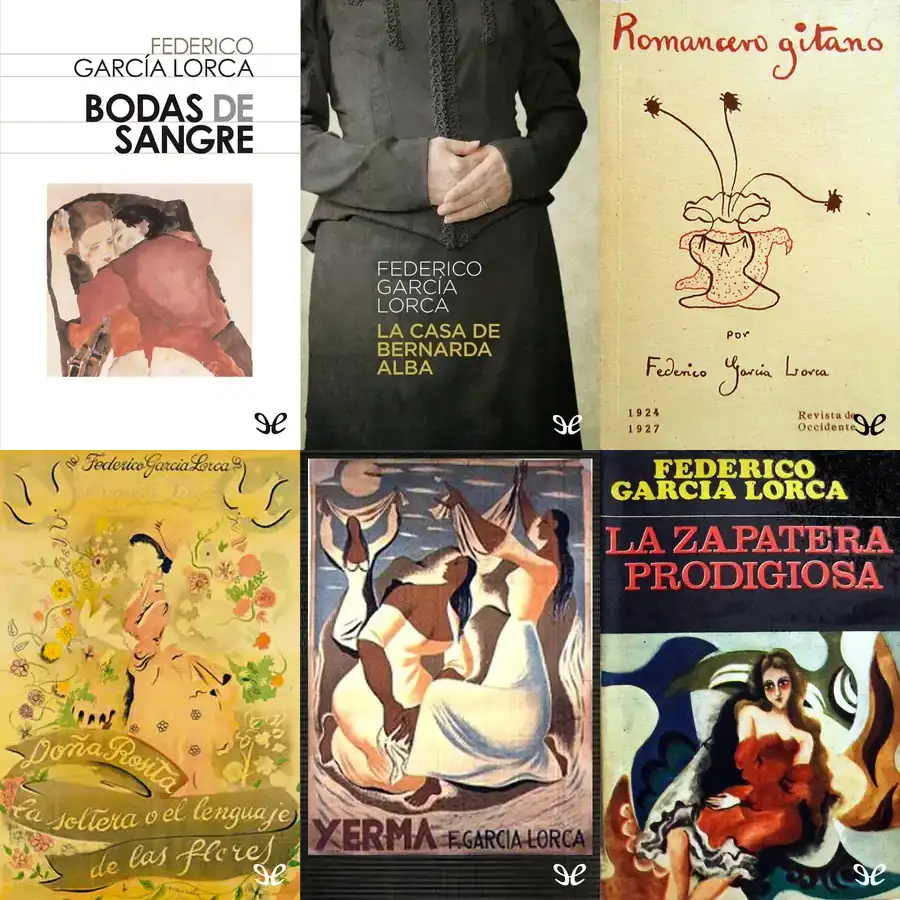 FEDERICO
GARCÍA LORCA
BODAS DE
SANGRE
FEDERICO
GARCÍA
LORCA
LA CASA DE
BERNARDA
ALBA
Romancero gitano
por
Federico García Lorca
1924
1927
Revista de
Occidente
Federico García Lorca
Doña Rosita
la soltera o el lenguaje
de las flores
YERMA F. GARCIA-LORCA
FEDERICO
GARCIA LORCA
LA ZAPATERA
PRODIGIOSA